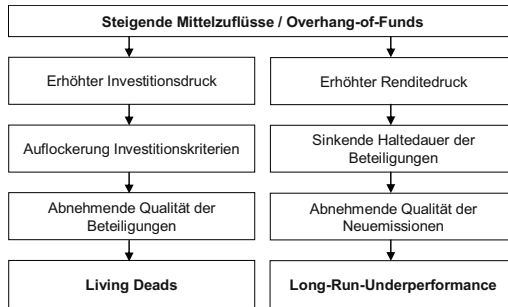 Steigende Mittelzuflüsse / Overhang-of-Funds
Erhöhter Investitionsdruck
Erhöhter Renditedruck
Auflockerung Investitionskriterien
Sinkende Haltedauer der
Beteiligungen
Abnehmende Qualität der
Beteiligungen
Abnehmende Qualität der
Neuemissionen
Living Deads
Long-Run-Underperformance